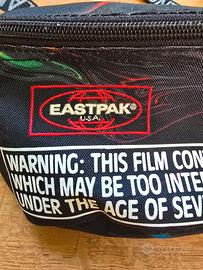 EASTPAK®
U.S.A.
WARNING: THIS FILM CON
WHICH MAY BE TOO INTE
UNDER THE AGE OF SEV